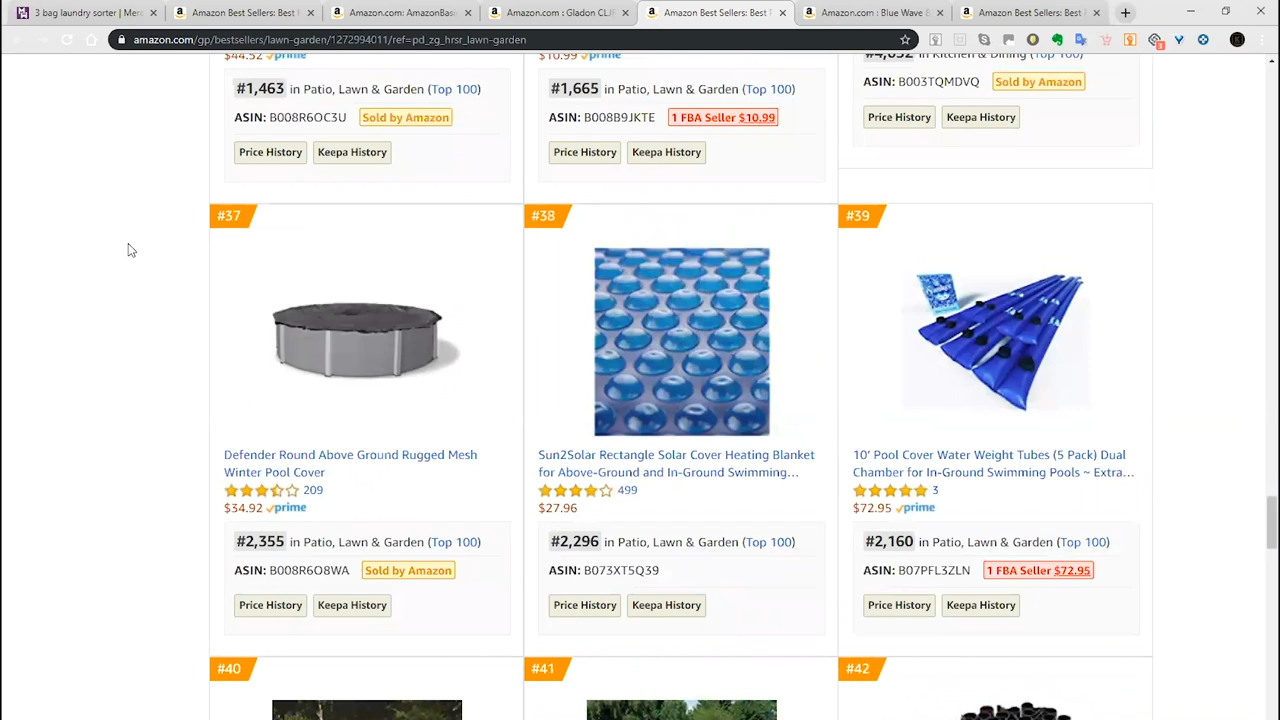 3 bag laundry sorter | Mer
Amazon Best Sellers: Best
Amazon.com: AmazonBase
Amazon.com : Gladon CLJF
Amazon Best Sellers: Best P
Amazon.com : Blue Wave 8
Amazon Best Sellers: Best
amazon.com/gp/bestsellers/lawn-garden/1272994011/ref=pd_zg_hrsr_lawn-garden
$44.52 prime
$10.99 prime
#4,632 in Kitchen & Dining (Top 100)
#1,463 in Patio, Lawn & Garden (Top 100)
#1,665 in Patio, Lawn & Garden (Top 100)
ASIN: B003TQMDVQ Sold by Amazon
ASIN: B008R6OC3U Sold by Amazon
ASIN: B008B9JKTE 1 FBA Seller $10.99
Price History Keepa History
Price History Keepa History
Price History Keepa History
#37
#38
#39
Defender Round Above Ground Rugged Mesh
Winter Pool Cover
209
$34.92 prime
#2,355 in Patio, Lawn & Garden (Top 100)
ASIN: B008R6O8WA Sold by Amazon
Price History Keepa History
Sun2Solar Rectangle Solar Cover Heating Blanket
for Above-Ground and In-Ground Swimming…
499
$27.96
#2,296 in Patio, Lawn & Garden (Top 100)
ASIN: B073XT5Q39
Price History Keepa History
10' Pool Cover Water Weight Tubes (5 Pack) Dual
Chamber for In-Ground Swimming Pools ~ Extra…
3
$72.95 prime
#2,160 in Patio, Lawn & Garden (Top 100)
ASIN: B07PFL3ZLN 1 FBA Seller $72.95
Price History Keepa History
#40
#41
#42